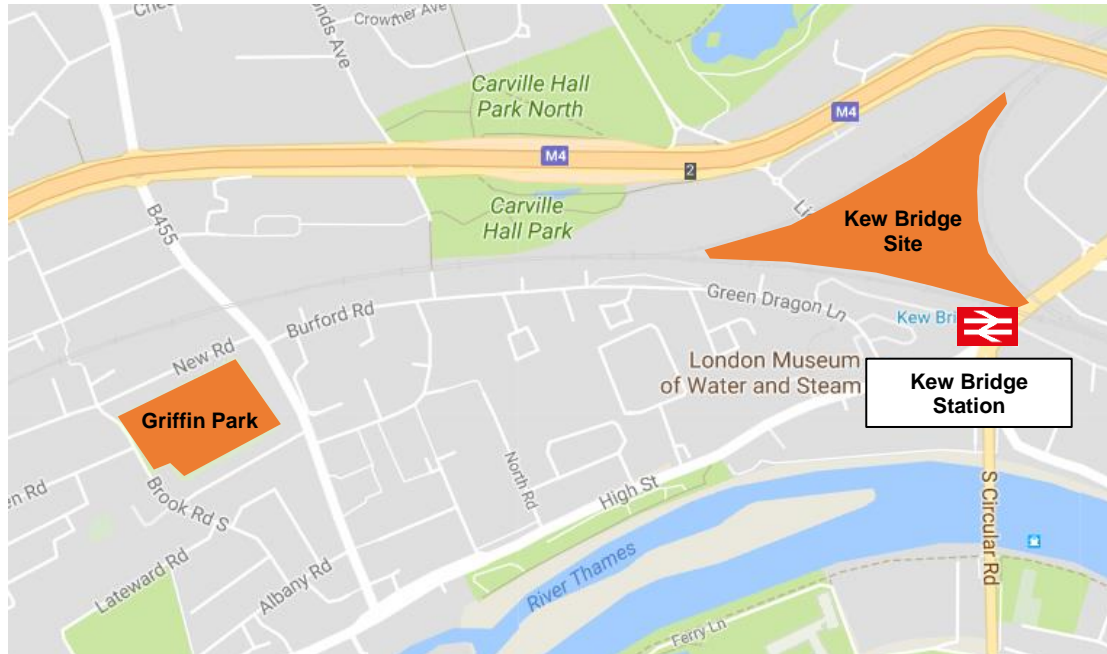 Crowther Ave
Carville Hall
Park North
M4
M4
2
B455
Carville
Hall Park
Kew Bridge
Site
Burford Rd
Green Dragon Ln
New Rd
London Museum
of Water and Steam
Kew Bridge
Station
Griffin Park
North Rd
High St
Brook Rd S
S Circular Rd
Lateward Rd
Albany Rd
River Thames
Ferry Ln